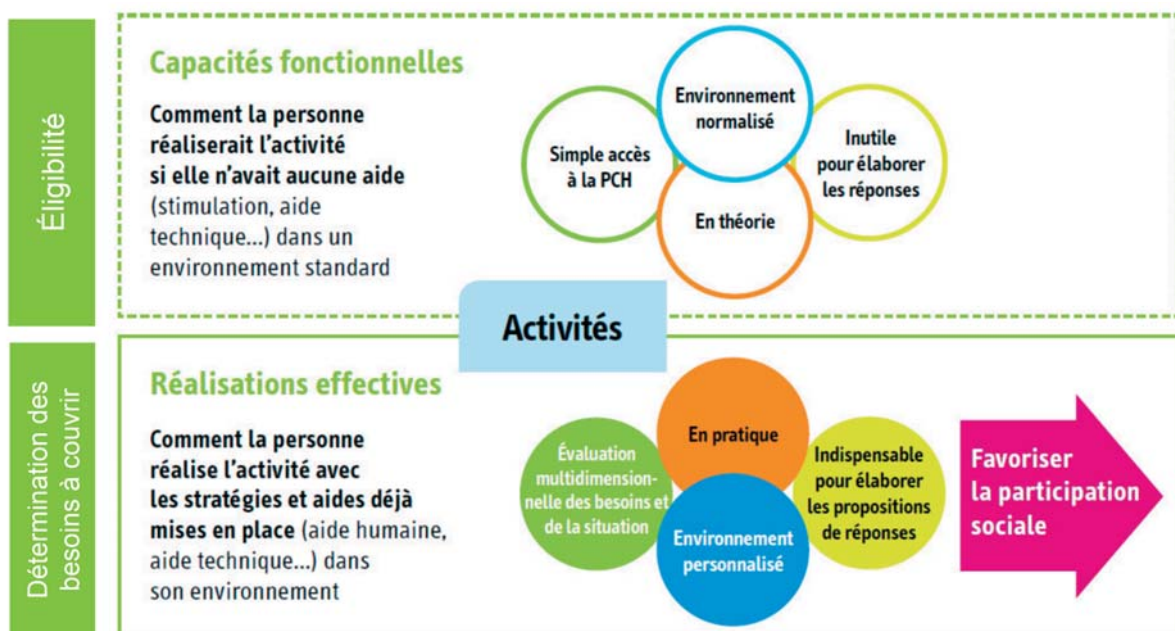 Éligibilité
Capacités fonctionnelles
Comment la personne
réaliserait l'activité
si elle n'avait aucune aide
(stimulation, aide
technique...) dans un
environnement standard
Simple accès
à la PCH
Environnement
normalisé
En théorie
Inutile
pour élaborer
les réponses
Activités
Détermination des
besoins à couvrir
Réalisations effectives
Comment la personne
réalise l'activité avec
les stratégies et aides déjà
mises en place (aide humaine,
aide technique...) dans
son environnement
Évaluation
multidimension-
nelle des besoins et
de la situation
En pratique
Environnement
personnalisé
Indispensable
pour élaborer
les propositions
de réponses
Favoriser
la participation
sociale